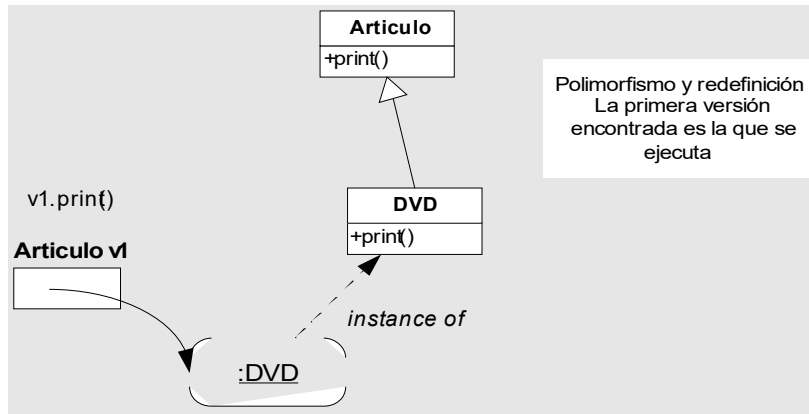 Articulo
+print()
Polimorfismo y redefinición.
La primera versión
encontrada es la que se
ejecuta
v1.print()
DVD
+print()
Articulo v1
instance of
:DVD